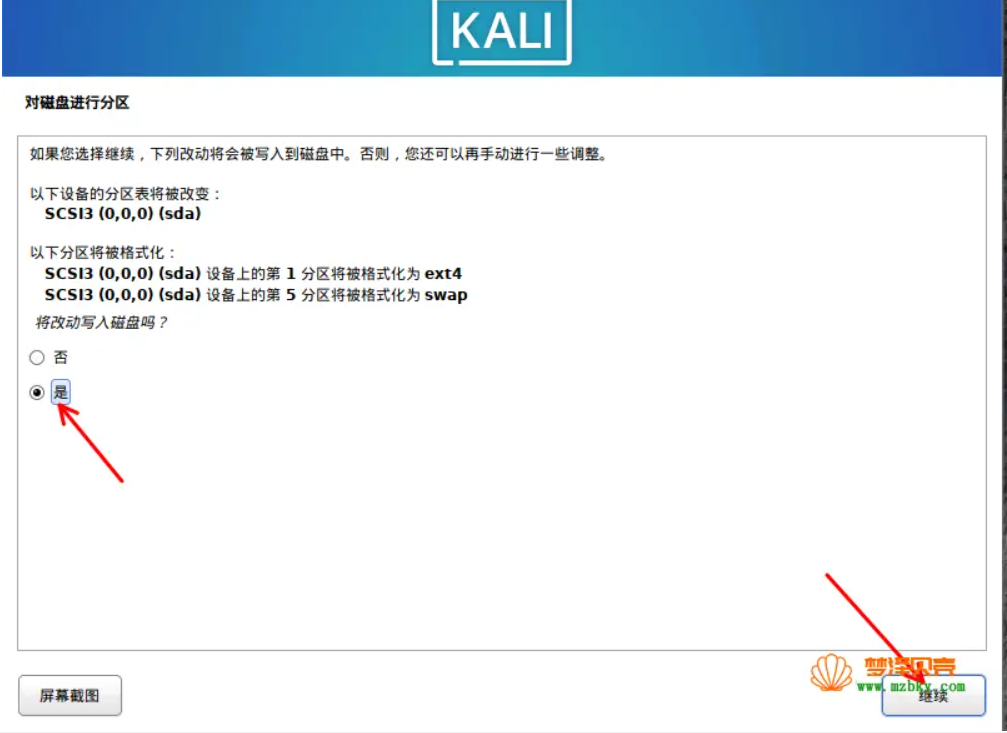 KALI
对磁盘进行分区
如果您选择继续，下列改动将会被写入到磁盘中。否则，您还可以再手动进行一些调整。
以下设备的分区表将被改变：
SCSI3 (0,0,0) (sda)
以下分区将被格式化：
SCSI3 (0,0,0) (sda) 设备上的第 1 分区将被格式化为 ext4
SCSI3 (0,0,0) (sda) 设备上的第 5 分区将被格式化为 swap
将改动写入磁盘吗？
否
是
梦泽贝壳
www.mzbky.com
屏幕截图
继续